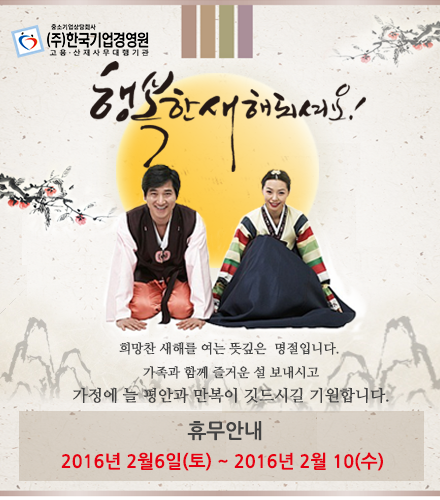 중소기업상담회사
(주)한국기업경영원
고용·산재사무대행기관
행복한새해되세요!
희망찬 새해를 여는 뜻깊은 명절입니다.
가족과 함께 즐거운 설 보내시고
가정에 늘 평안과 만복이 깃드시길 기원합니다.
휴무안내
2016년 2월6일(토) ~ 2016년 2월 10(수)